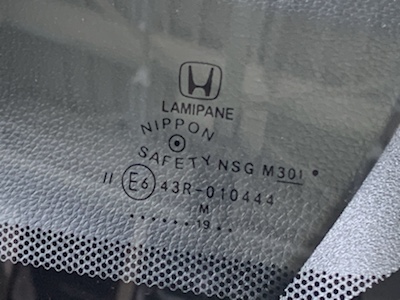 LAMIPANE
NIPPON
SAFETY NSG M301
II E6 43R-010444
M
......19..